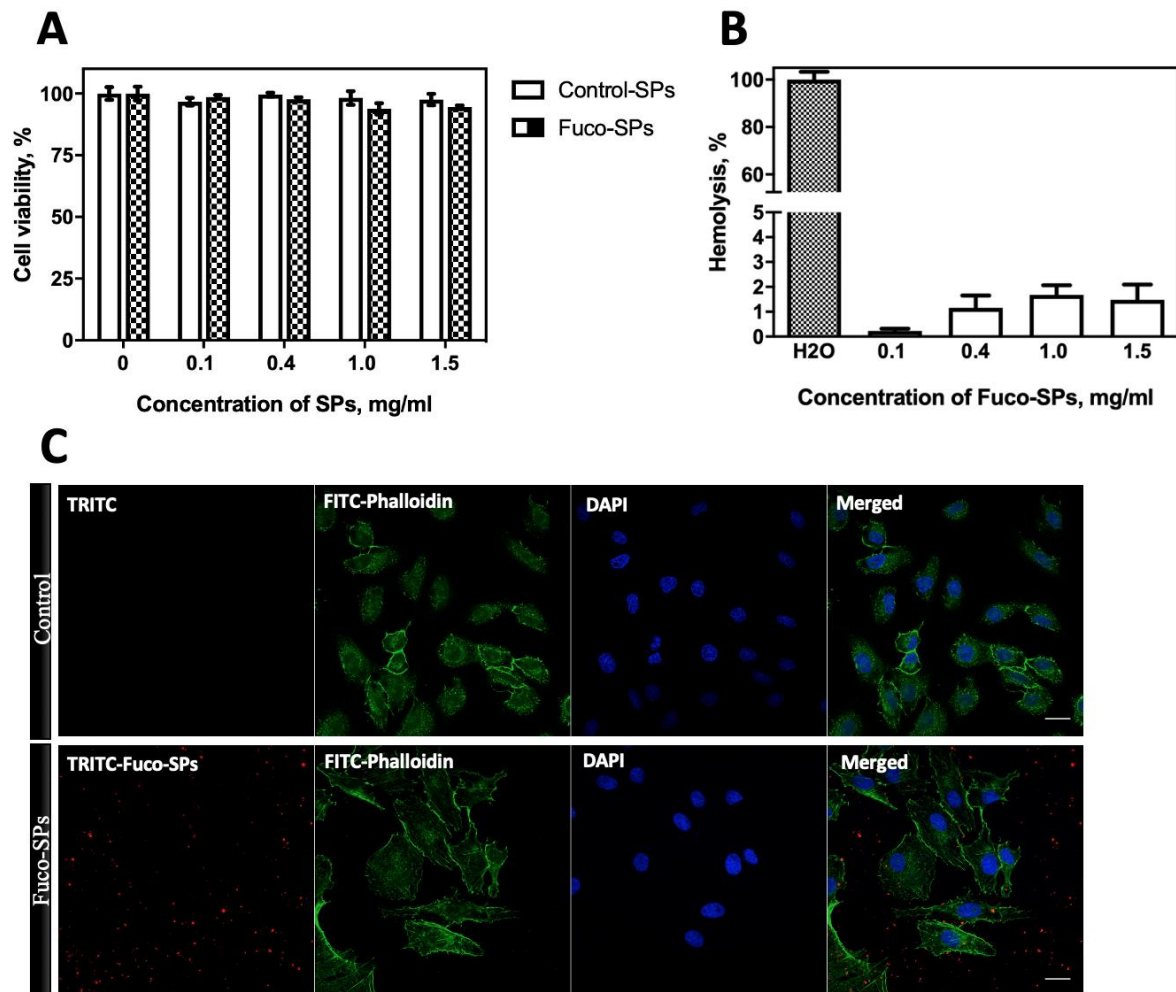 A
Cell viability, %
100
75
50
25
0
0 0.1 0.4 1.0 1.5
Concentration of SPs, mg/ml
Control-SPs
Fuco-SPs
B
Hemolysis, %
100
80
60
5
4
3
2
1
0
H2O 0.1 0.4 1.0 1.5
Concentration of Fuco-SPs, mg/ml
C
Control
TRITC FITC-Phalloidin DAPI Merged
Fuco-SPs
TRITC-Fuco-SPs FITC-Phalloidin DAPI Merged